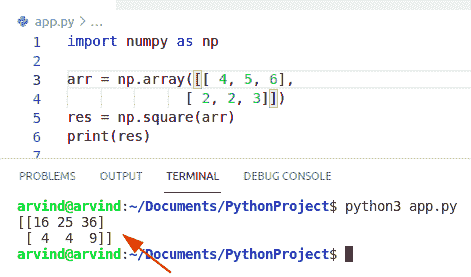 app.py > ...
1 import numpy as np
2
3 arr = np.array([[ 4, 5, 6],
4 [ 2, 2, 3]])
5 res = np.square(arr)
6 print(res)
7
PROBLEMS OUTPUT TERMINAL DEBUG CONSOLE
arvind@arvind:~/Documents/PythonProject$ python3 app.py
[[16 25 36]
[ 4 4 9]]
arvind@arvind:~/Documents/PythonProject$